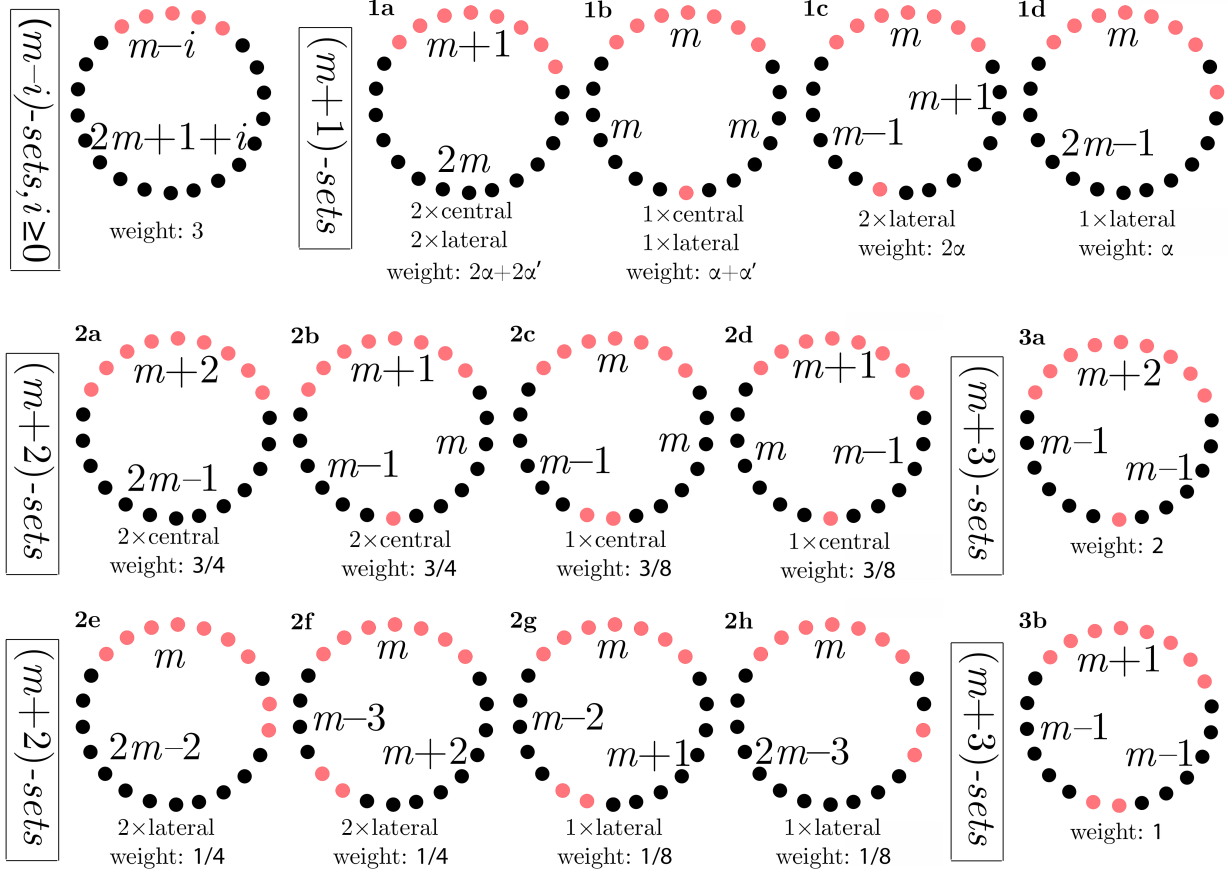 (m–i)-sets, i≥0
m–i
2m+1+i
weight: 3
(m+1)-sets
1a
m+1
2m
2×central
2×lateral
weight: 2α+2α′
1b
m
m
m
1×central
1×lateral
weight: α+α′
1c
m
m+1
m–1
2×lateral
weight: 2α
1d
m
2m–1
1×lateral
weight: α
(m+2)-sets
2a
m+2
2m–1
2×central
weight: 3/4
2b
m+1
m
m–1
2×central
weight: 3/4
2c
m
m
m–1
1×central
weight: 3/8
2d
m+1
m
m–1
1×central
weight: 3/8
(m+3)-sets
3a
m+2
m–1
m–1
weight: 2
(m+2)-sets
2e
m
2m–2
2×lateral
weight: 1/4
2f
m
m–3
m+2
2×lateral
weight: 1/4
2g
m
m–2
m+1
1×lateral
weight: 1/8
2h
m
2m–3
1×lateral
weight: 1/8
(m+3)-sets
3b
m+1
m–1
m–1
weight: 1